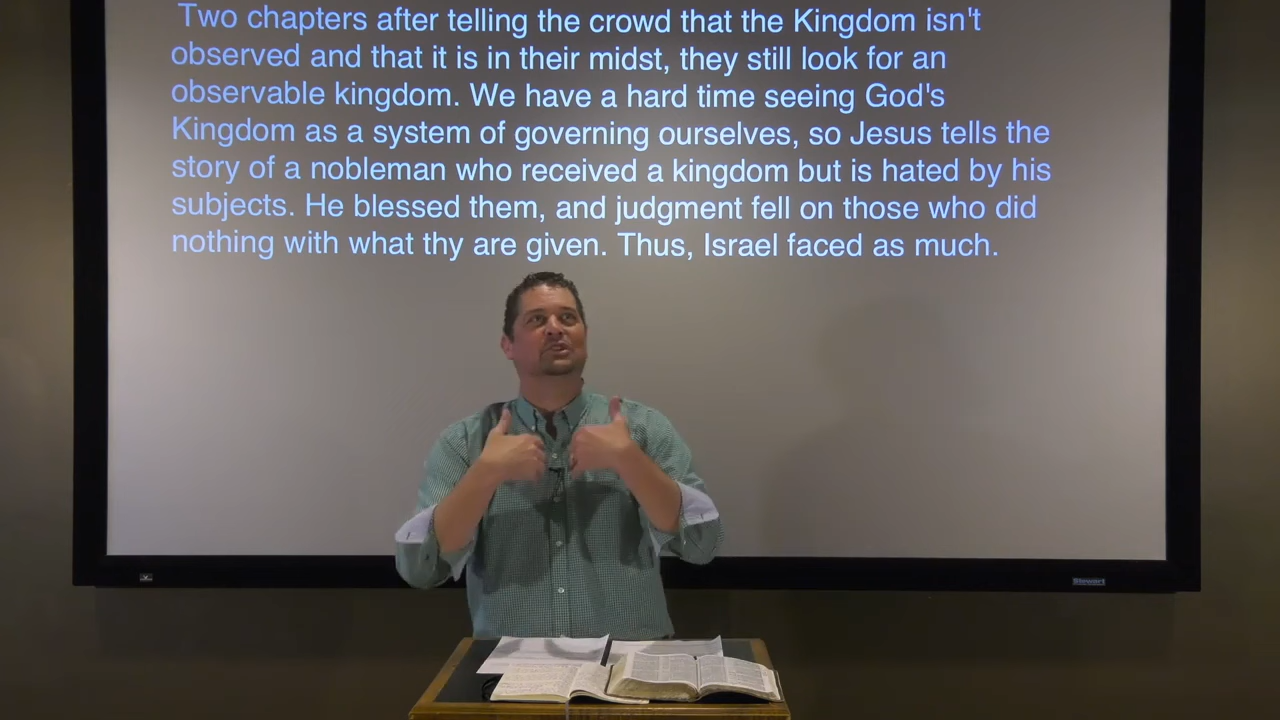 Two chapters after telling the crowd that the Kingdom isn't
observed and that it is in their midst, they still look for an
observable kingdom. We have a hard time seeing God's
Kingdom as a system of governing ourselves, so Jesus tells the
story of a nobleman who received a kingdom but is hated by his
subjects. He blessed them, and judgment fell on those who did
nothing with what thy are given. Thus, Israel faced as much.
Stewart